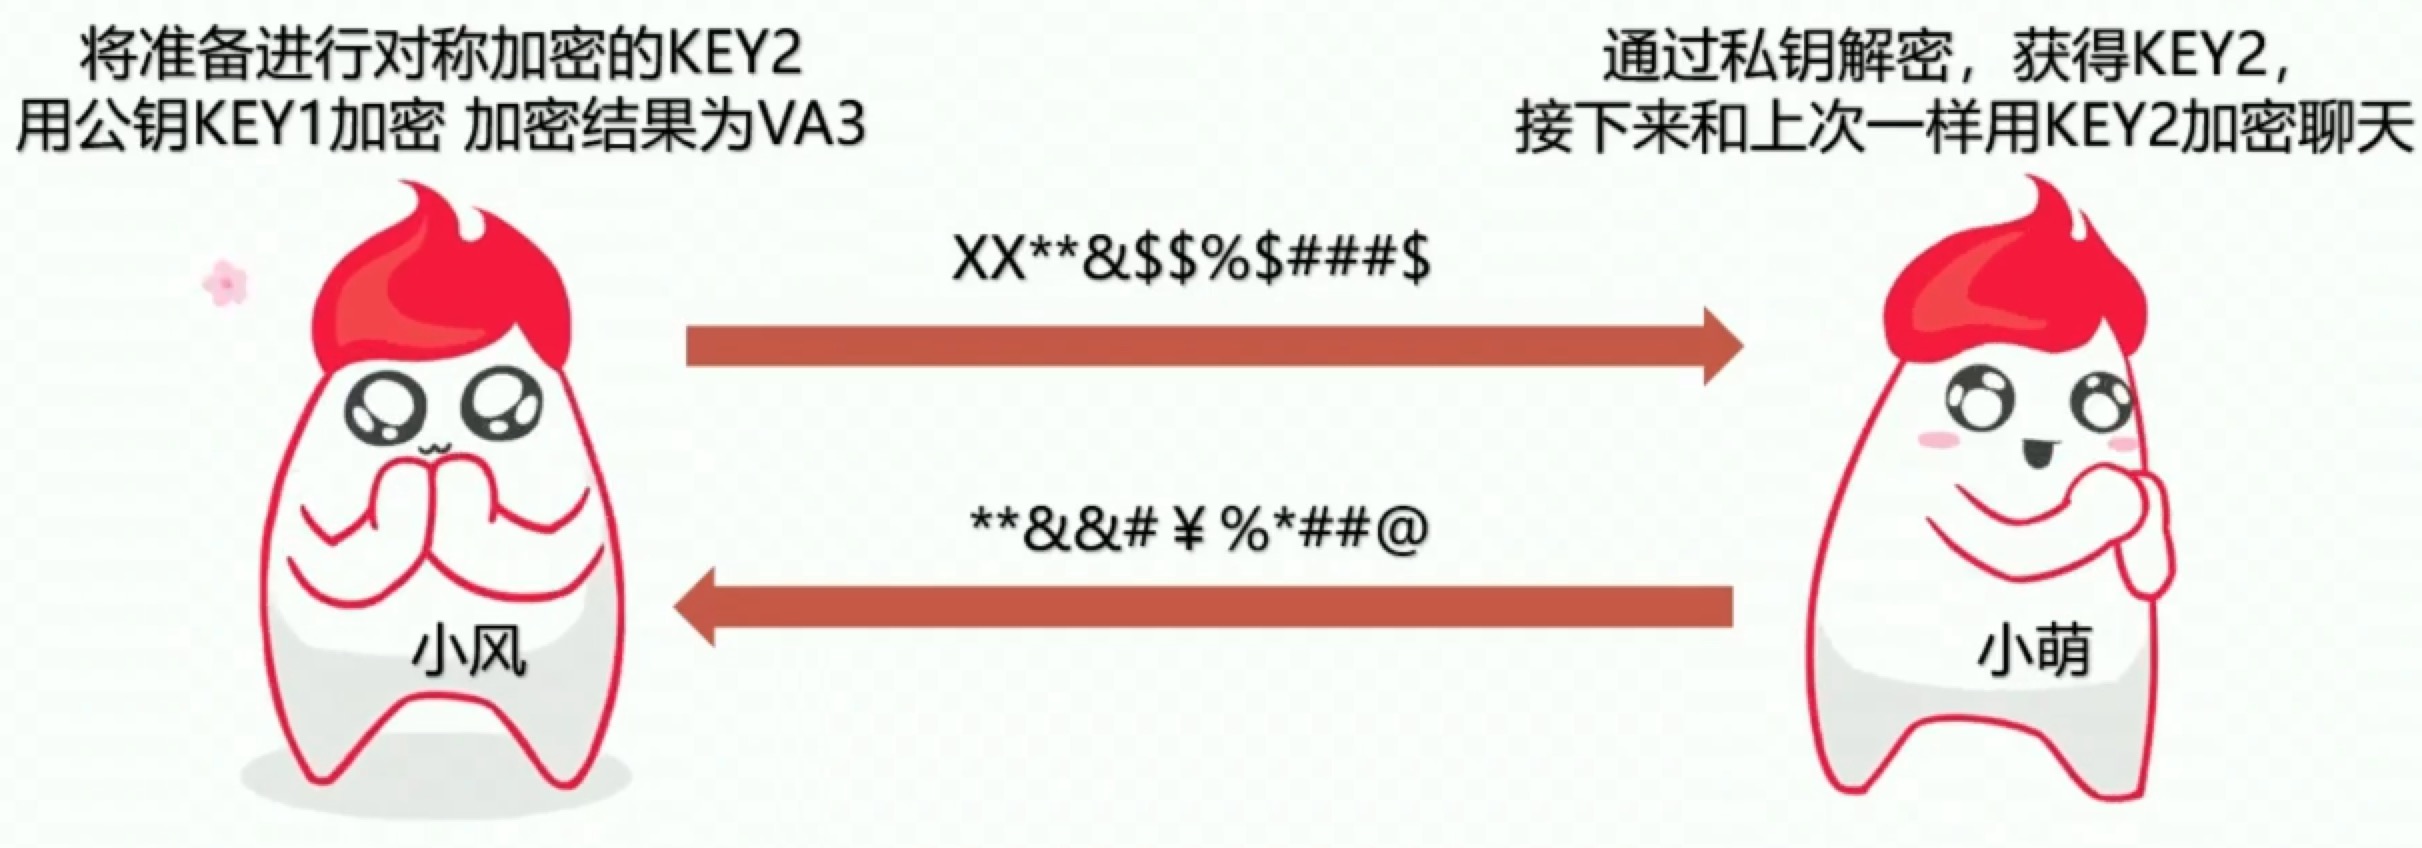 将准备进行对称加密的KEY2
用公钥KEY1加密 加密结果为VA3
通过私钥解密，获得KEY2，
接下来和上次一样用KEY2加密聊天
XX**&$$%$###$
**&&#￥%*##@
小风
小萌